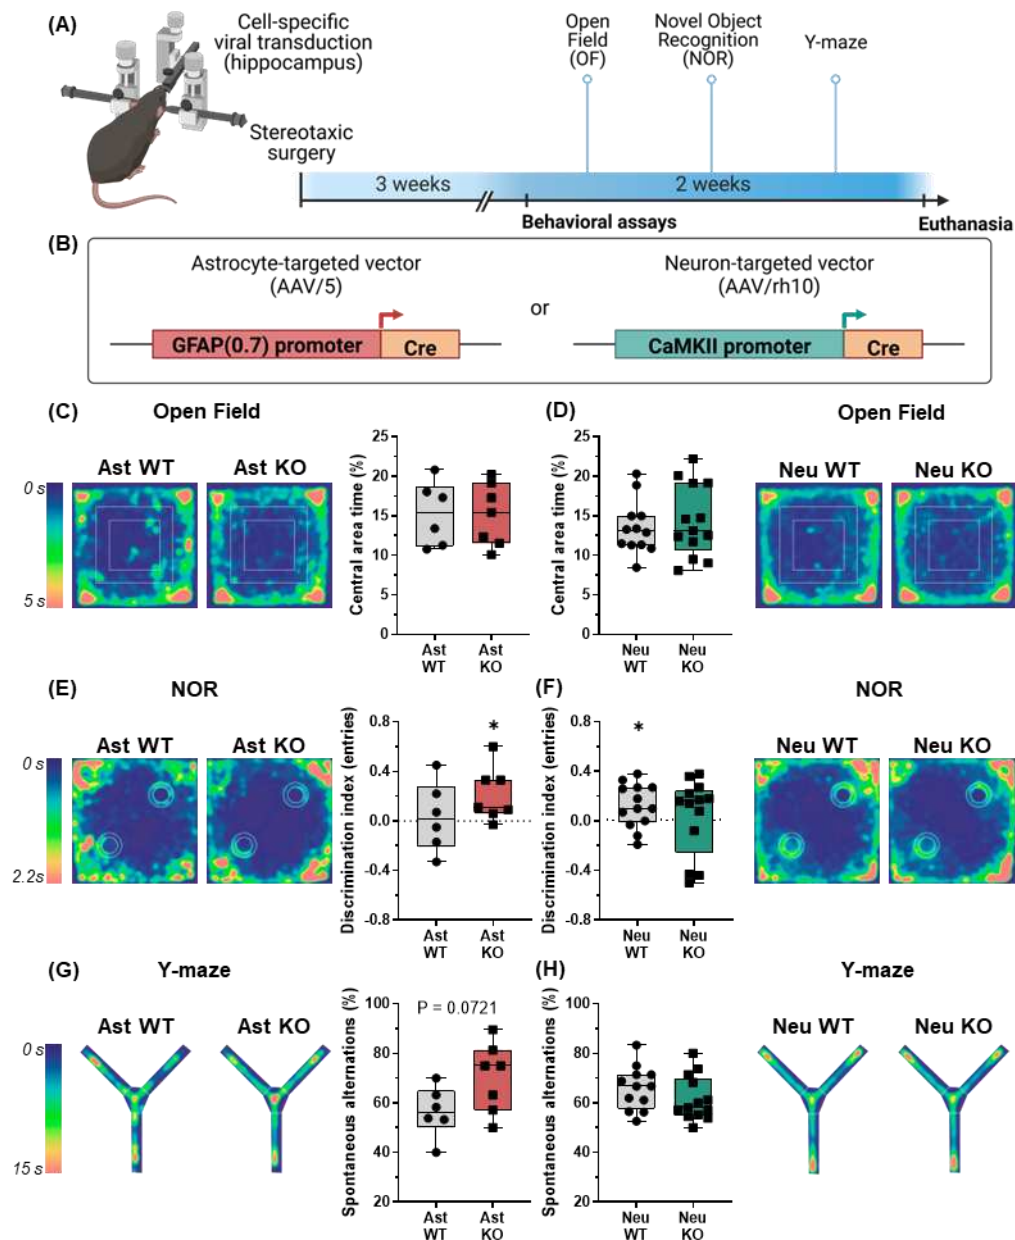 (A)
Cell-specific
viral transduction
(hippocampus)
Stereotaxic
surgery
Open
Field
(OF)
Novel Object
Recognition
(NOR)
Y-maze
3 weeks
2 weeks
Behavioral assays
Euthanasia
(B)
Astrocyte-targeted vector
(AAV/5)
GFAP(0.7) promoter
Cre
or
Neuron-targeted vector
(AAV/rh10)
CaMKII promoter
Cre
(C)
Open Field
0 s
5 s
Ast WT
Ast KO
Central area time (%)
25
20
15
10
5
0
Ast
WT
Ast
KO
(D)
Open Field
Central area time (%)
25
20
15
10
5
0
Neu
WT
Neu
KO
Neu WT
Neu KO
(E)
NOR
0 s
2.2s
Ast WT
Ast KO
Discrimination index (entries)
0.8
0.4
0.0
-0.4
-0.8
*
Ast
WT
Ast
KO
(F)
NOR
Discrimination index (entries)
0.8
0.4
0.0
-0.4
-0.8
*
Neu
WT
Neu
KO
Neu WT
Neu KO
(G)
Y-maze
0 s
15 s
Ast WT
Ast KO
Spontaneous alternations (%)
100
80
60
40
20
P = 0.0721
Ast
WT
Ast
KO
(H)
Y-maze
Spontaneous alternations (%)
100
80
60
40
20
Neu
WT
Neu
KO
Neu WT
Neu KO